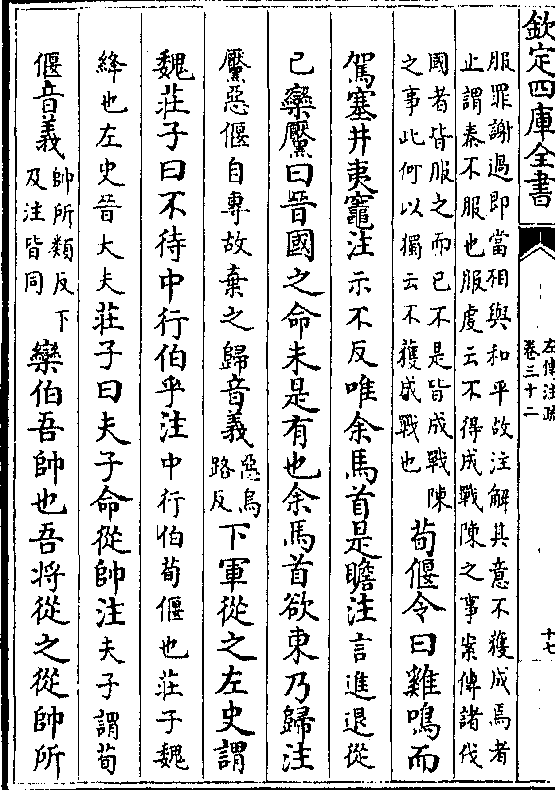 欽定四庫全書
左傳注疏
卷三十二
十七
服罪謝過即當相與和平故注解其意不獲成焉者
止謂秦不服也服䖍云不得成戰陳之事案傳諸伐
國者皆服之而已不是皆成戰陳
之事此何以獨云不獲成戰也
荀偃令曰雞鳴而
駕塞井夷竈注示不反唯余馬首是瞻注言進退從
己欒黶曰晉國之命未是有也余馬首欲東乃歸注
黶惡偃自專故棄之歸音義惡烏路反下軍從之左史謂
魏莊子曰不待中行伯乎注中行伯荀偃也莊子魏
絳也左史晉大夫莊子曰夫子命從帥注夫子謂荀
偃音義帥所類反下及注皆同欒伯吾帥也吾將從之從帥所